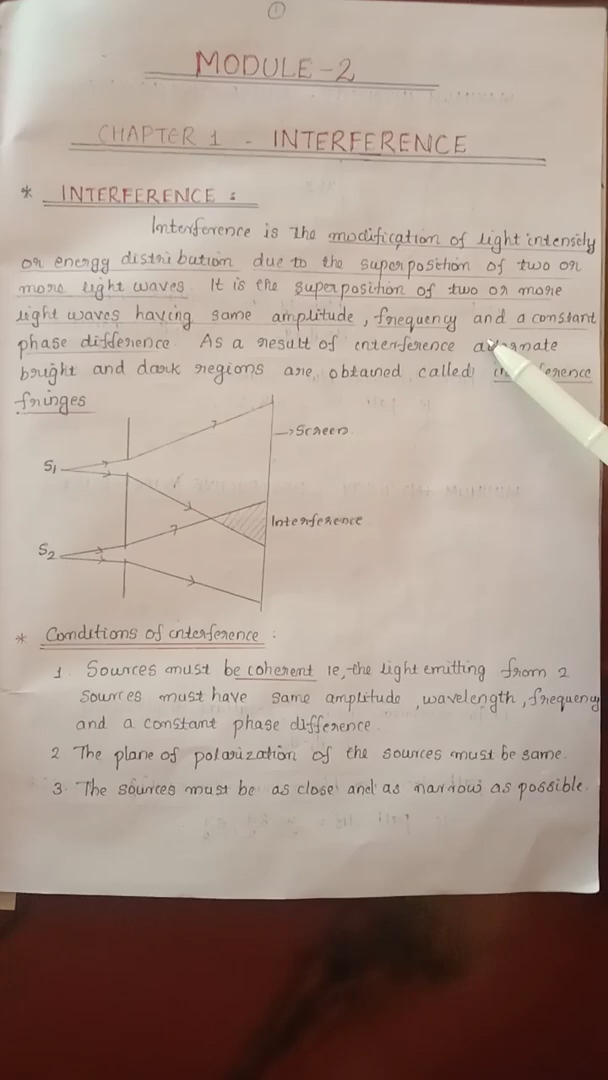 1
MODULE-2
CHAPTER 1 - INTERFERENCE
* INTERFERENCE :
Interference is the modification of light intensely
or energy distribution due to the superposition of two or
more light waves. It is the superposition of two or more
light waves having same amplitude, frequency and a constant
phase difference. As a result of interference
bright and dark regions are obtained called
fringes
S1
→Screen.
Interference
S2
* Conditions of interference :
1. Sources must be coherent ie, the light emitting from 2
sources must have same amplitude, wavelength, frequency
and a constant phase difference.
2 The plane of polarization of the sources must be same.
3. The sources must be as close and as narrow as possible.